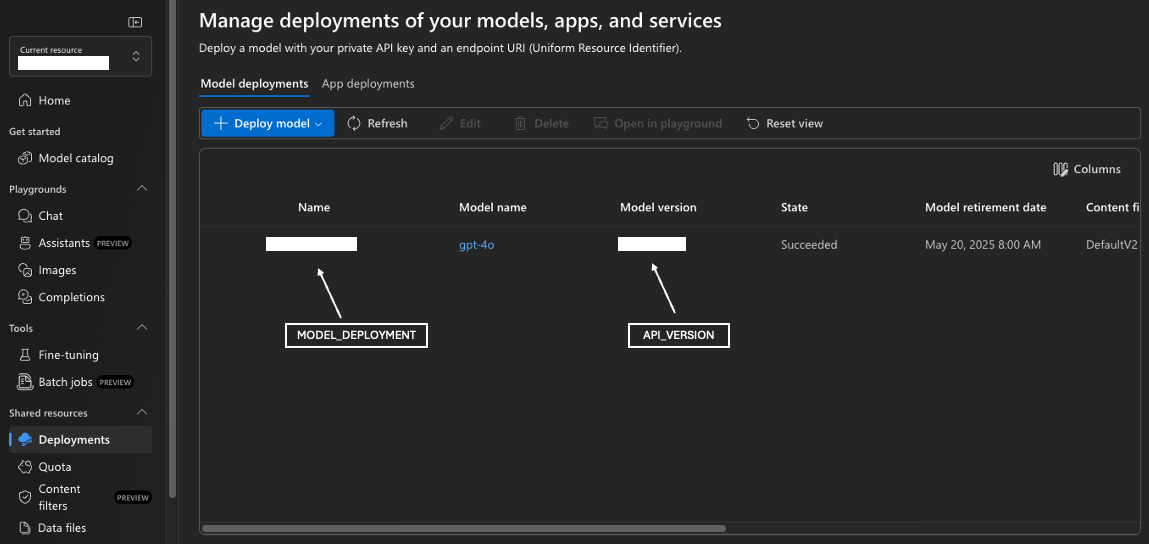 Manage deployments of your models, apps, and services
Deploy a model with your private API key and an endpoint URI (Uniform Resource Identifier).
Current resource
Home
Get started
Model catalog
Playgrounds
Chat
Assistants PREVIEW
Images
Completions
Tools
Fine-tuning
Batch jobs PREVIEW
Shared resources
Deployments
Quota
Content
filters PREVIEW
Data files
Model deployments App deployments
Deploy model Refresh Edit Delete Open in playground Reset view
Columns
Name Model name Model version State Model retirement date Content fi
gpt-4o Succeeded May 20, 2025 8:00 AM DefaultV2
MODEL_DEPLOYMENT API_VERSION